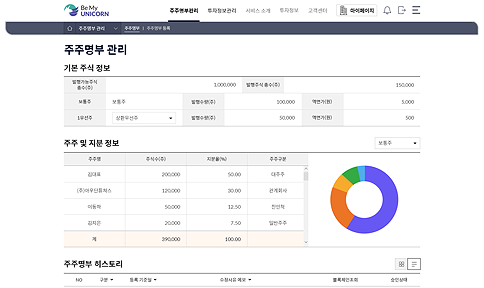 Be My
UNICORN
주주명부관리 투자정보관리 서비스 소개 투자정보 고객센터 마이페이지
주주명부 관리 주주명부 주주명부 등록
주주명부 관리
기본 주식 정보
발행가능주식 총수(주) 1,000,000 발행주식 총수(주) 150,000
보통주 보통주 발행수량(주) 100,000 액면가(원) 5,000
1우선주 상환우선주 발행수량(주) 50,000 액면가(원) 500
주주 및 지분 정보 보통주
주주명 주식수(주) 지분율(%) 주주구분
김대표 200,000 50.00 대주주
(주)아우딘퓨쳐스 120,000 30.00 관계회사
이동하 50,000 12.50 친인척
김지은 20,000 7.50 일반주주
계 390,000 100.00
주주명부 히스토리
NO 구분 등록 기준일 수정사유 메모 블록체인조회 승인상태